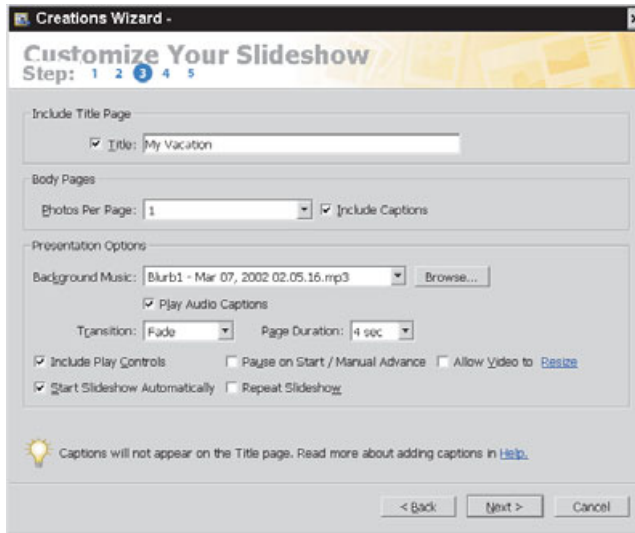 Creations Wizard -
Customize Your Slideshow
Step: 1 2 3 4 5
Include Title Page
Title: My Vacation
Body Pages
Photos Per Page: 1 Include Captions
Presentation Options
Background Music: Blurb1 - Mar 07, 2002 02.05.16.mp3 Browse...
Play Audio Captions
Transition: Fade Page Duration: 4 sec
Include Play Controls Pause on Start / Manual Advance Allow Video to Resize
Start Slideshow Automatically Repeat Slideshow
Captions will not appear on the Title page. Read more about adding captions in Help.
< Back Next > Cancel